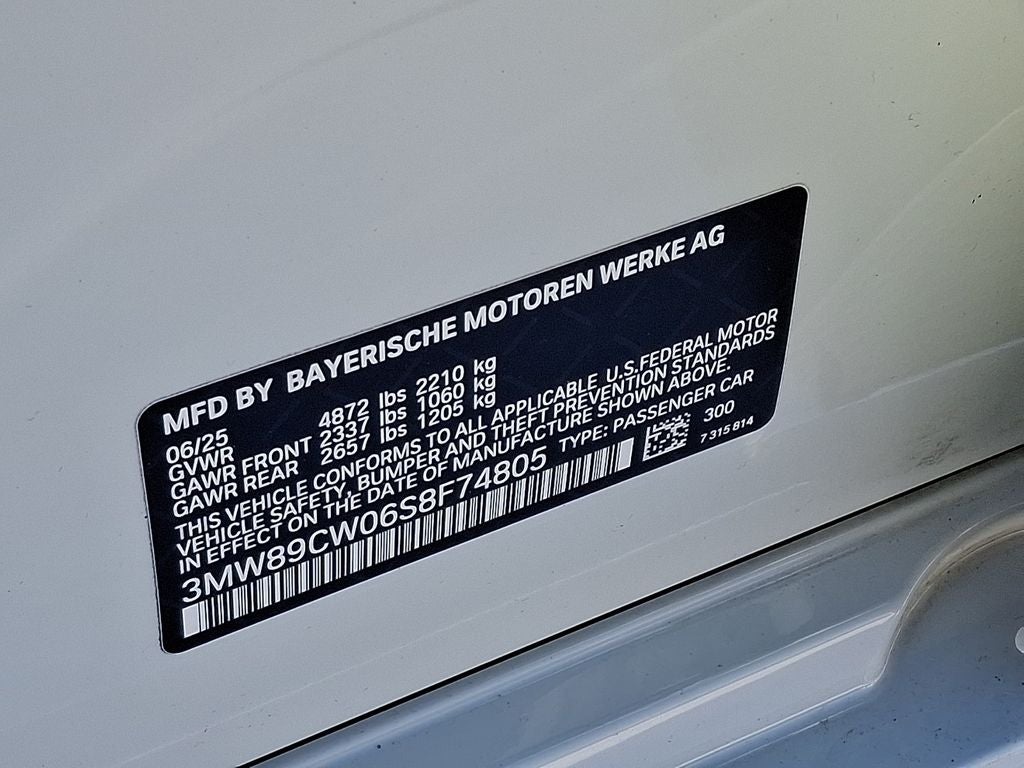 MFD BY BAYERISCHE MOTOREN WERKE AG
06/25
GVWR 4872 lbs 2210 kg
GAWR FRONT 2337 lbs 1060 kg
GAWR REAR 2657 lbs 1205 kg
THIS VEHICLE CONFORMS TO ALL APPLICABLE U.S.FEDERAL MOTOR
VEHICLE SAFETY, BUMPER AND THEFT PREVENTION STANDARDS
IN EFFECT ON THE DATE OF MANUFACTURE SHOWN ABOVE.
3MW89CW06S8F74805 TYPE: PASSENGER CAR
300
7 315 814